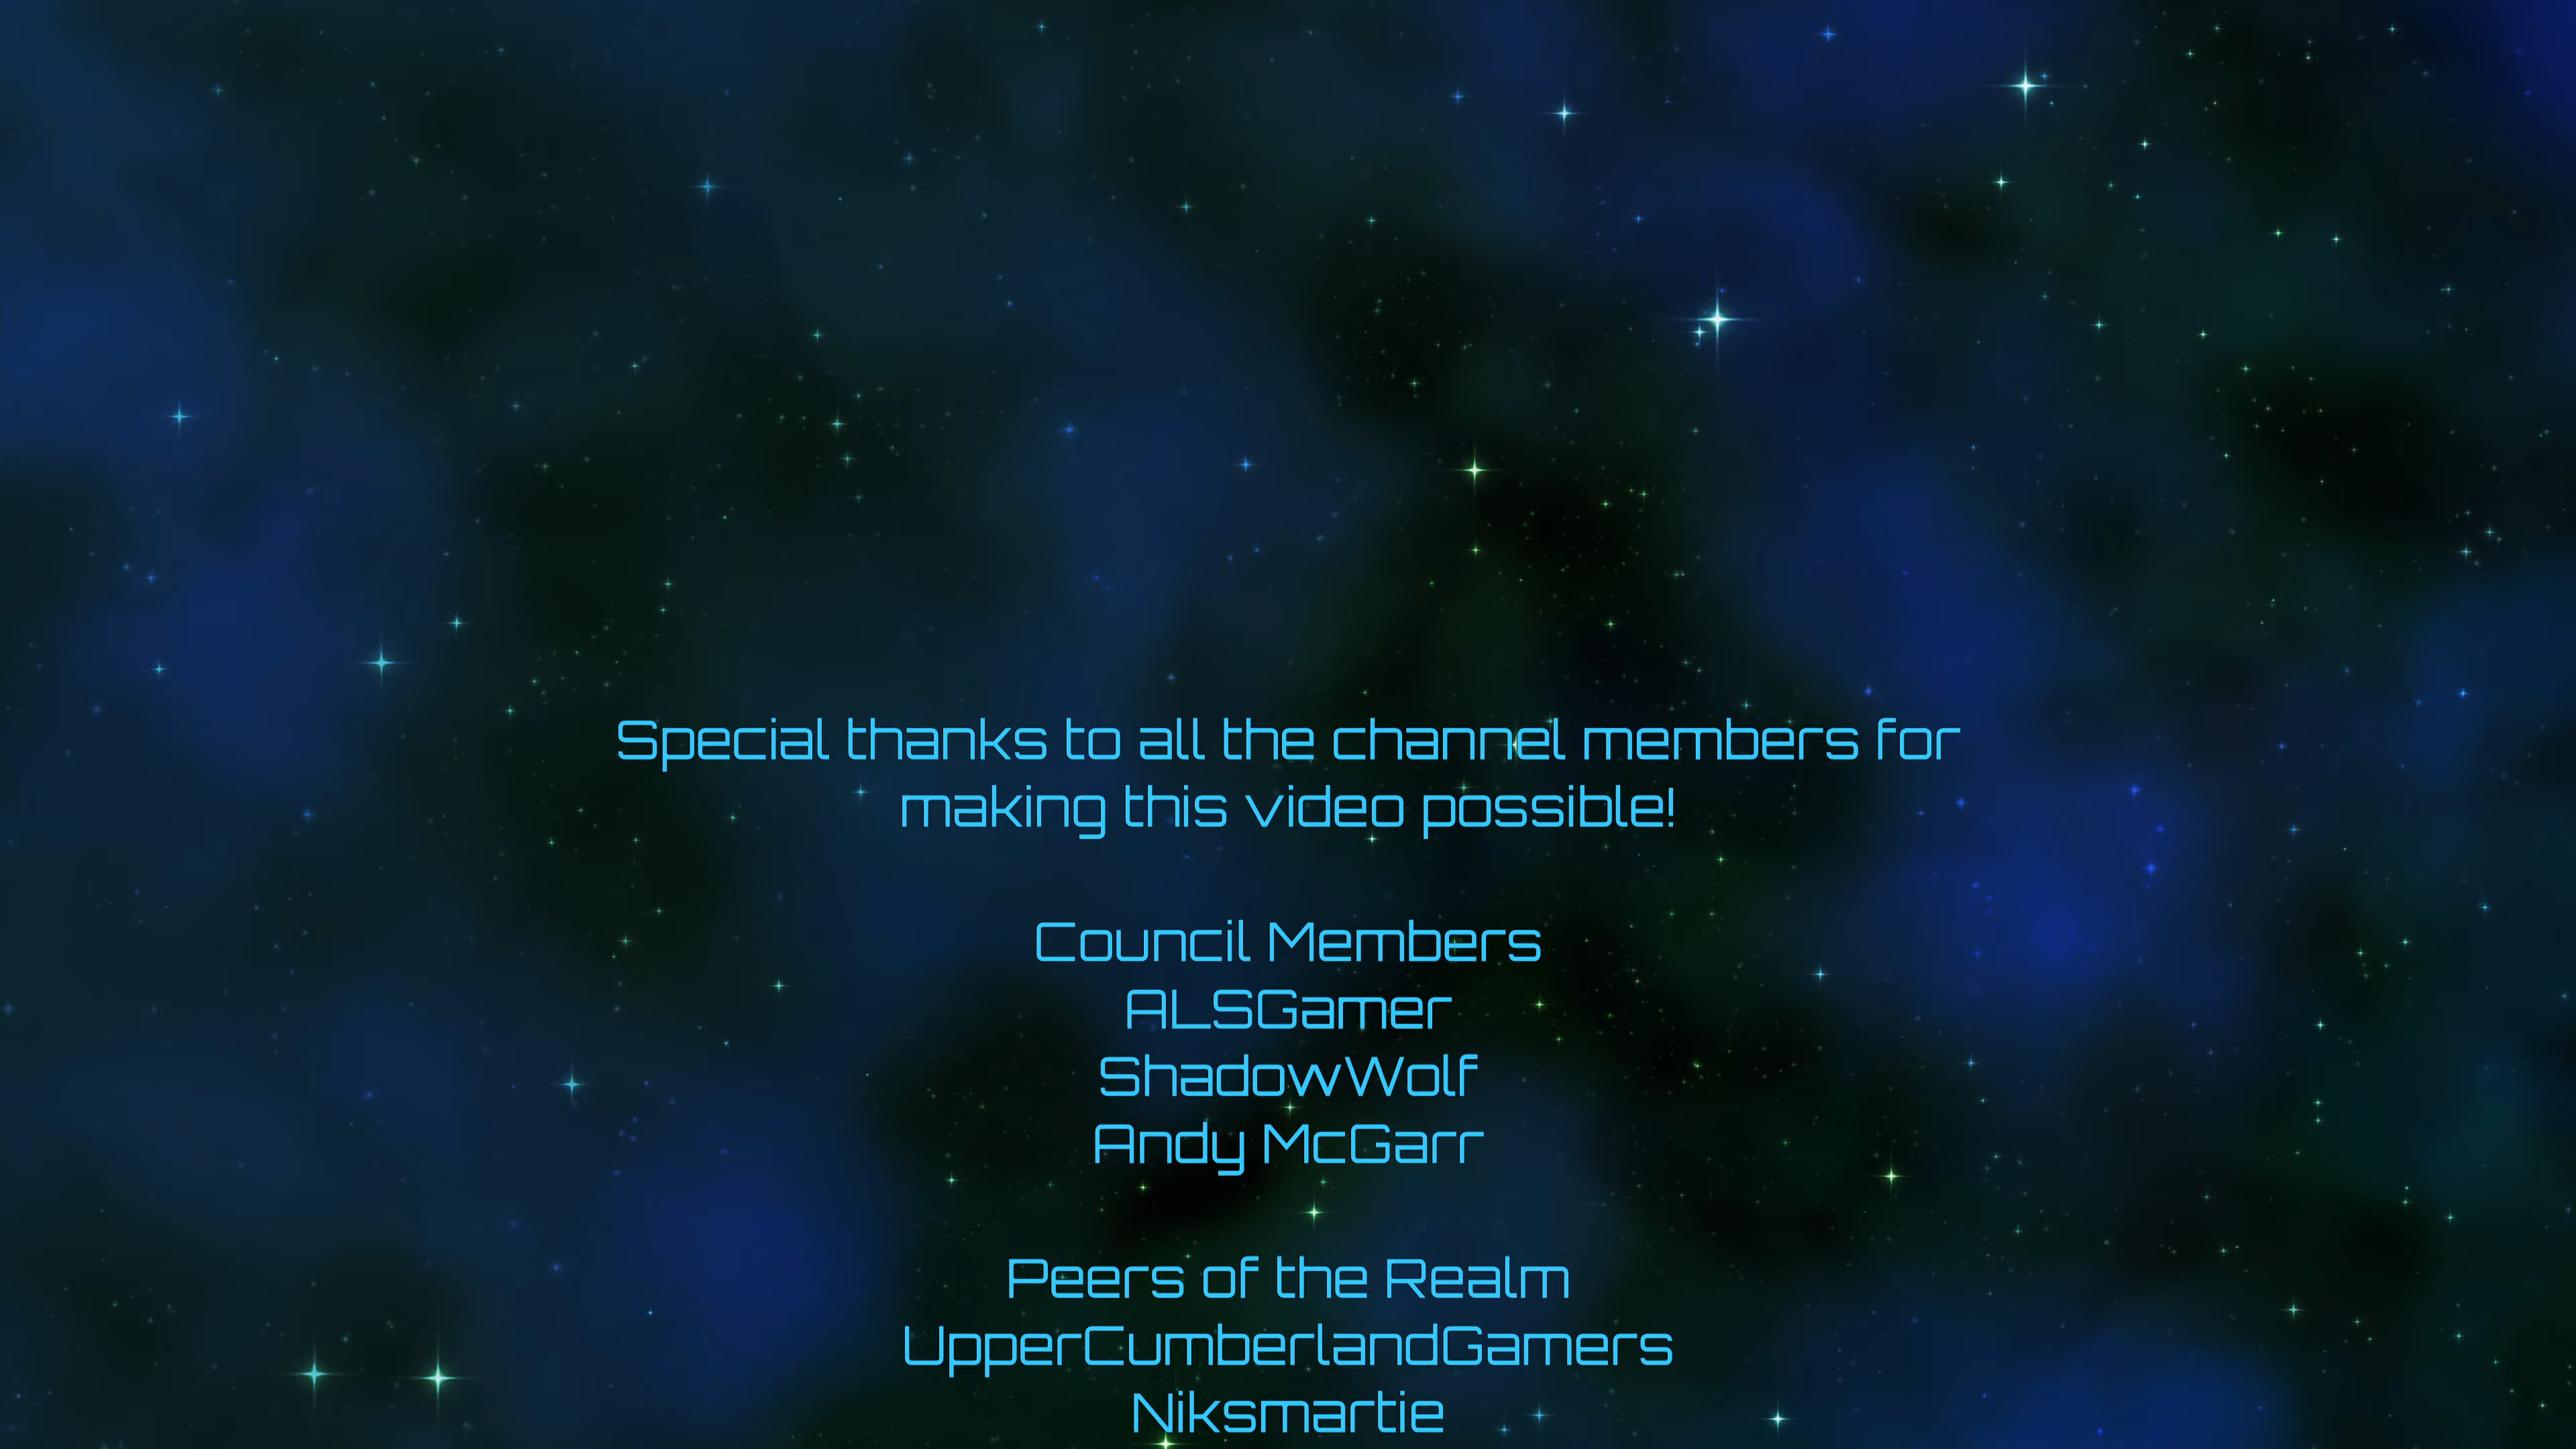 Special thanks to all the channel members for
making this video possible!
Council Members
ALSGamer
ShadowWolf
Andy McGarr
Peers of the Realm
UpperCumberlandGamers
Niksmartie